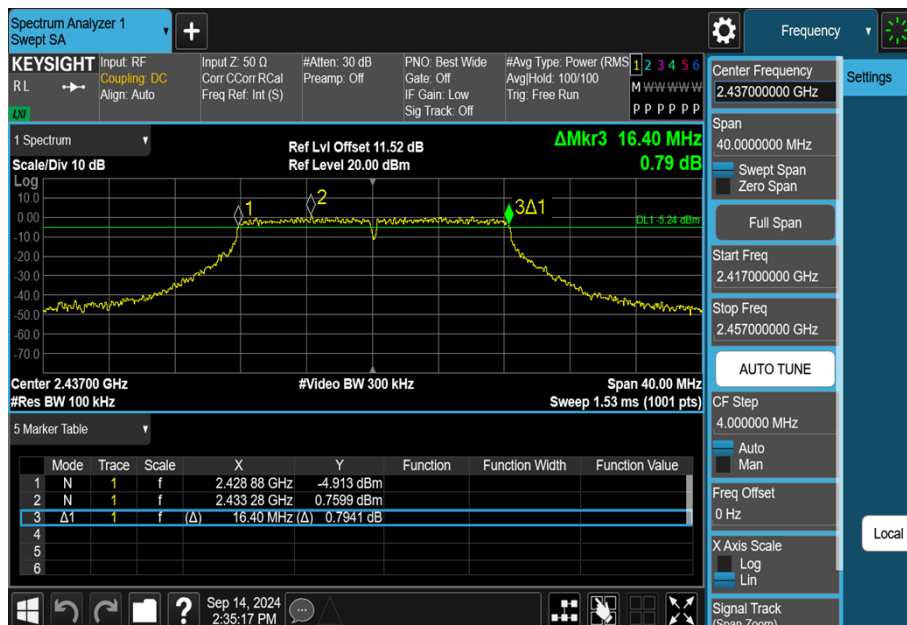 Spectrum Analyzer 1
Swept SA
Frequency
KEYSIGHT
RL
LXI
Input: RF
Coupling: DC
Align: Auto
Input Z: 50 Ω
Corr CCorr RCal
Freq Ref: Int (S)
#Atten: 30 dB
Preamp: Off
PNO: Best Wide
Gate: Off
IF Gain: Low
Sig Track: Off
#Avg Type: Power (RMS
Avg|Hold: 100/100
Trig: Free Run
1 2 3 4 5 6
M W W W W W
P P P P P P
Center Frequency
2.437000000 GHz
Settings
1 Spectrum
Scale/Div 10 dB
Ref Lvl Offset 11.52 dB
Ref Level 20.00 dBm
ΔMkr3 16.40 MHz
0.79 dB
Log
10.0
0.00
-10.0
-20.0
-30.0
-40.0
-50.0
-60.0
-70.0
1
2
3Δ1
DL1 -5.24 dBm
Center 2.43700 GHz
#Res BW 100 kHz
#Video BW 300 kHz
Span 40.00 MHz
Sweep 1.53 ms (1001 pts)
Span
40.0000000 MHz
Swept Span
Zero Span
Full Span
Start Freq
2.417000000 GHz
Stop Freq
2.457000000 GHz
AUTO TUNE
CF Step
4.000000 MHz
Auto
Man
Freq Offset
0 Hz
X Axis Scale
Log
Lin
Signal Track
(Span Zoom)
Local
5 Marker Table
Mode Trace Scale X Y Function Function Width Function Value
1 N 1 f 2.428 88 GHz -4.913 dBm
2 N 1 f 2.433 28 GHz 0.7599 dBm
3 Δ1 1 f (Δ) 16.40 MHz (Δ) 0.7941 dB
4
5
6
?
Sep 14, 2024
2:35:17 PM